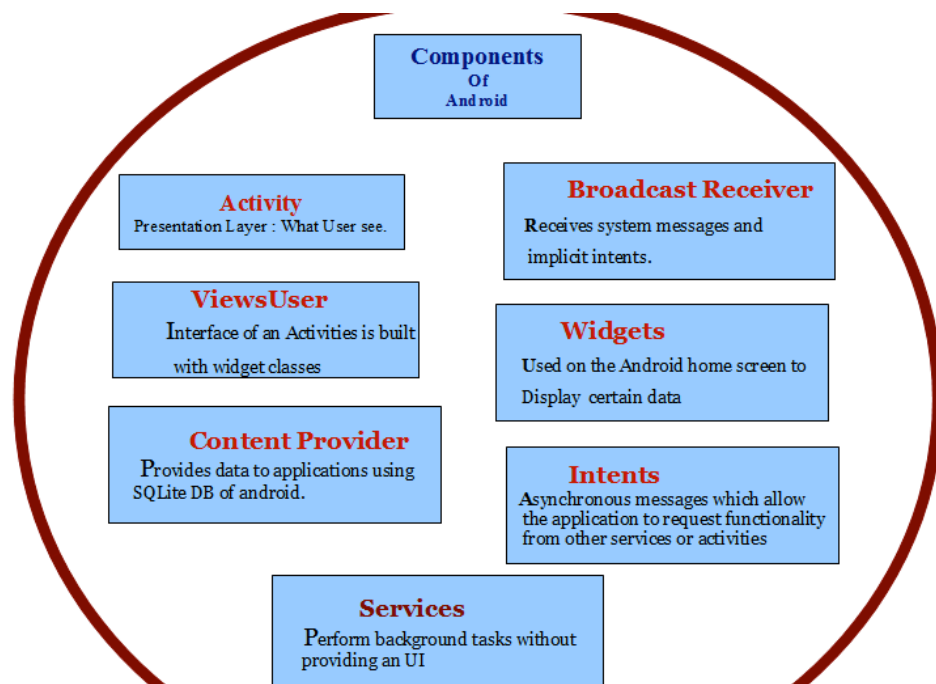 Components
Of
Android
Activity
Presentation Layer : What User see.
ViewsUser
Interface of an Activities is built
with widget classes
Content Provider
Provides data to applications using
SQLite DB of android.
Broadcast Receiver
Receives system messages and
implicit intents.
Widgets
Used on the Android home screen to
Display certain data
Intents
Asynchronous messages which allow
the application to request functionality
from other services or activities
Services
Perform background tasks without
providing an UI